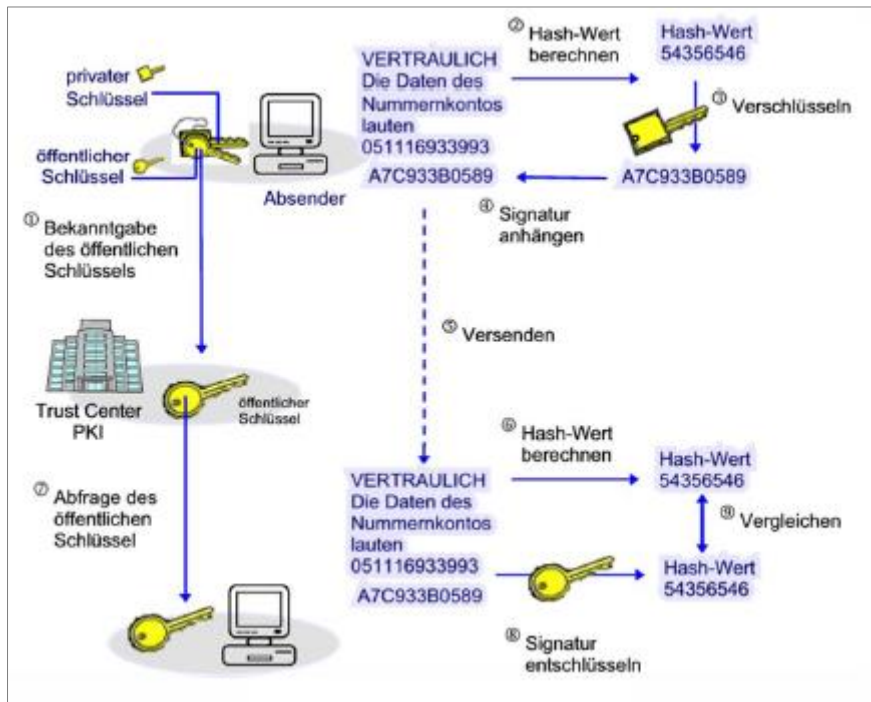 privater
Schlüssel
öffentlicher
Schlüssel
Absender
① Bekanntgabe
des öffentlichen
Schlüssels
Trust Center
PKI
öffentlicher
Schlüssel
⑦ Abfrage des
öffentlichen
Schlüssel
VERTRAULICH
Die Daten des
Nummernkontos
lauten
051116933993
A7C933B0589
② Hash-Wert
berechnen
Hash-Wert
54356546
③ Verschlüsseln
A7C933B0589
④ Signatur
anhängen
⑤ Versenden
VERTRAULICH
Die Daten des
Nummernkontos
lauten
051116933993
A7C933B0589
⑥ Hash-Wert
berechnen
Hash-Wert
54356546
⑨ Vergleichen
Hash-Wert
54356546
⑧ Signatur
entschlüsseln